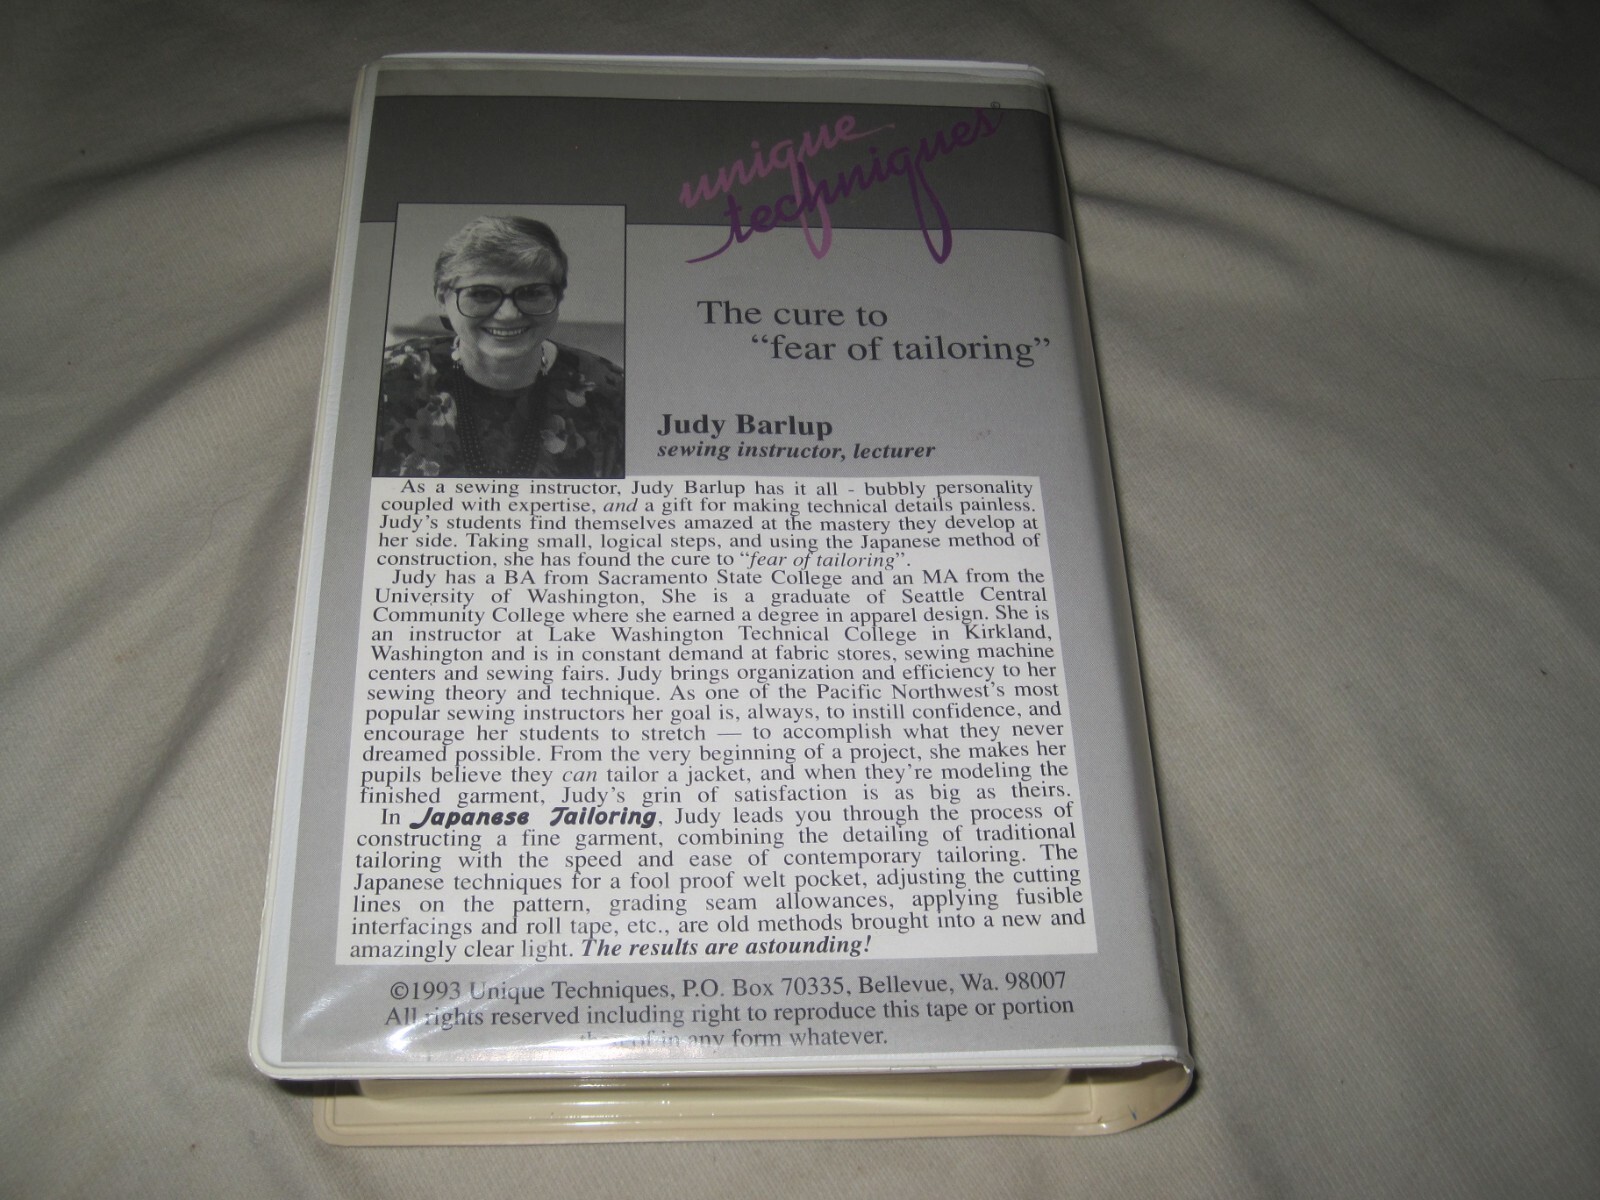 unique
techniques©
The cure to
"fear of tailoring"
Judy Barlup
sewing instructor, lecturer
As a sewing instructor, Judy Barlup has it all - bubbly personality
coupled with expertise, and a gift for making technical details painless.
Judy's students find themselves amazed at the mastery they develop at
her side. Taking small, logical steps, and using the Japanese method of
construction, she has found the cure to "fear of tailoring".
Judy has a BA from Sacramento State College and an MA from the
University of Washington, She is a graduate of Seattle Central
Community College where she earned a degree in apparel design. She is
an instructor at Lake Washington Technical College in Kirkland,
Washington and is in constant demand at fabric stores, sewing machine
centers and sewing fairs. Judy brings organization and efficiency to her
sewing theory and technique. As one of the Pacific Northwest's most
popular sewing instructors her goal is, always, to instill confidence, and
encourage her students to stretch — to accomplish what they never
dreamed possible. From the very beginning of a project, she makes her
pupils believe they can tailor a jacket, and when they're modeling the
finished garment, Judy's grin of satisfaction is as big as theirs.
In Japanese Tailoring, Judy leads you through the process of
constructing a fine garment, combining the detailing of traditional
tailoring with the speed and ease of contemporary tailoring. The
Japanese techniques for a fool proof welt pocket, adjusting the cutting
lines on the pattern, grading seam allowances, applying fusible
interfacings and roll tape, etc., are old methods brought into a new and
amazingly clear light. The results are astounding!
©1993 Unique Techniques, P.O. Box 70335, Bellevue, Wa. 98007
All rights reserved including right to reproduce this tape or portion
in any form whatever.